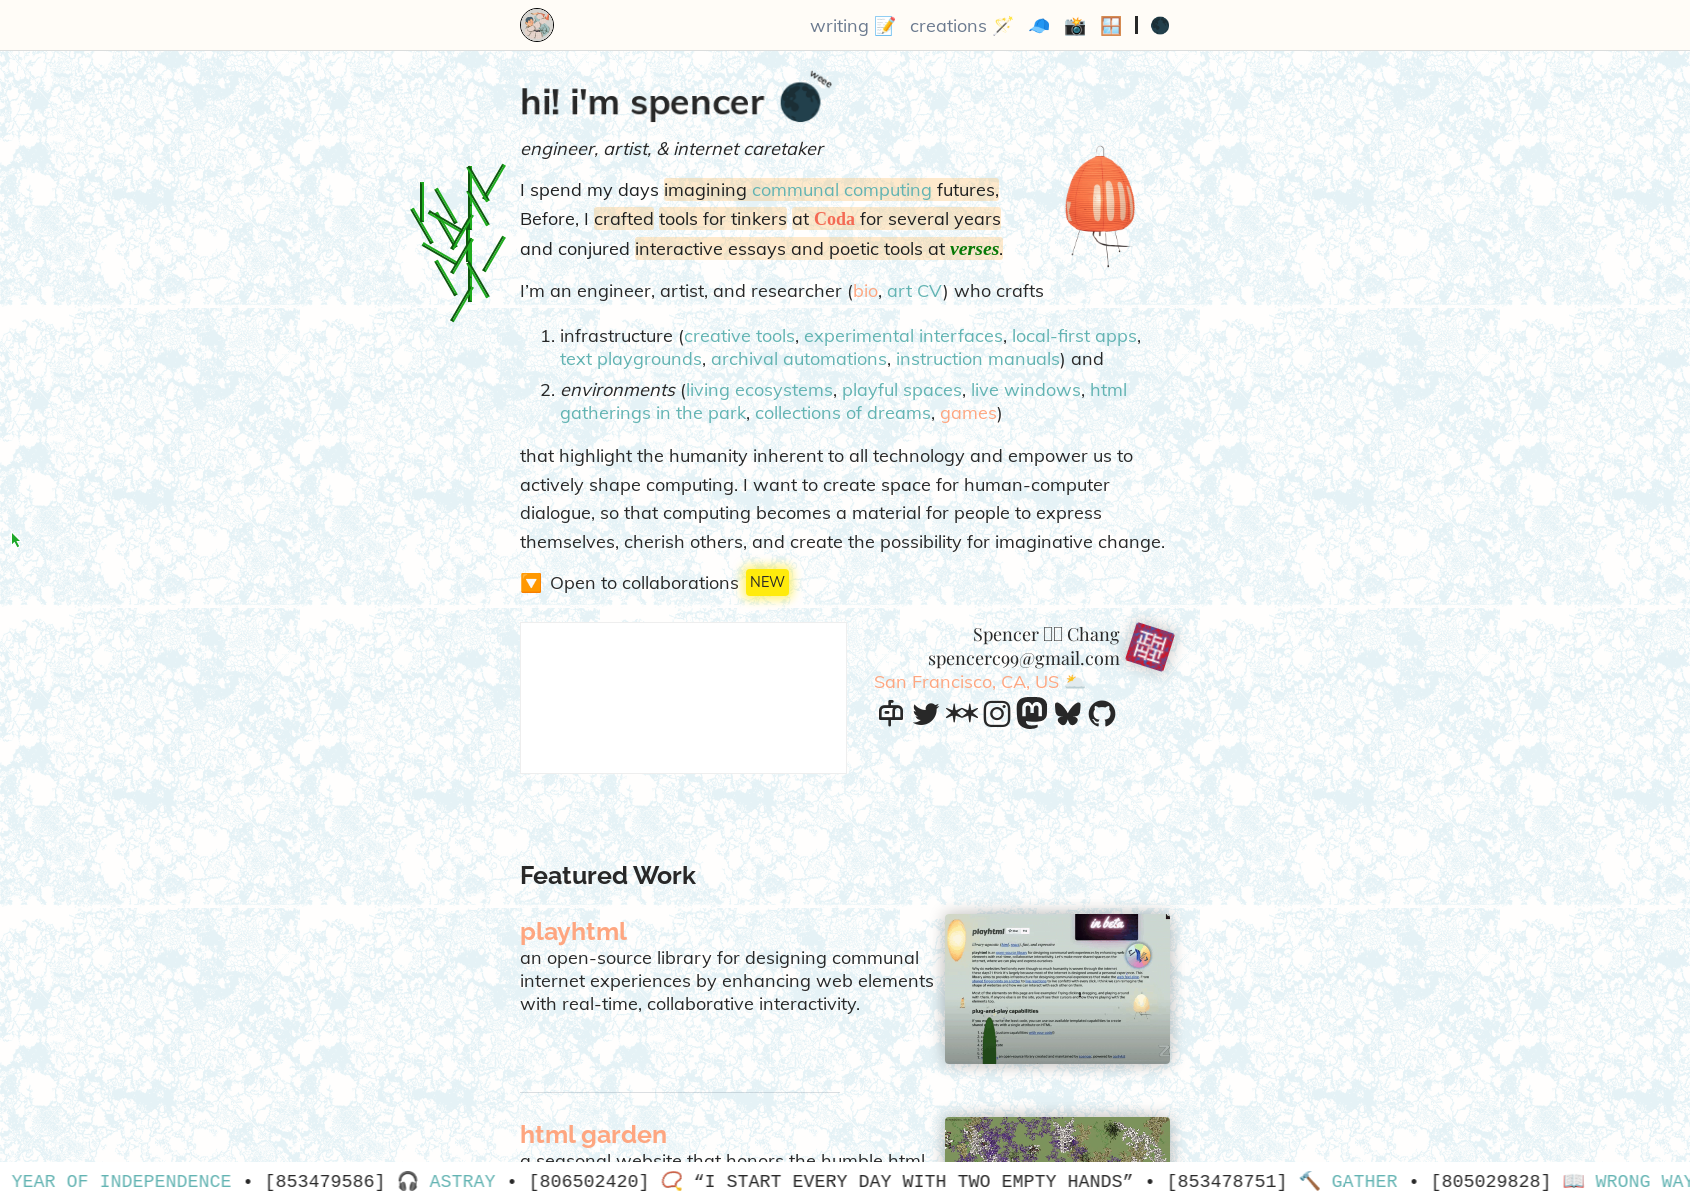 writing 📝 creations 🪄 🧢 📸 🪟 | 🌑
weee
hi! i'm spencer 🌑
engineer, artist, & internet caretaker
I spend my days imagining communal computing futures,
Before, I crafted tools for tinkers at Coda for several years
and conjured interactive essays and poetic tools at verses.
I'm an engineer, artist, and researcher (bio, art CV) who crafts
1. infrastructure (creative tools, experimental interfaces, local-first apps,
text playgrounds, archival automations, instruction manuals) and
2. environments (living ecosystems, playful spaces, live windows, html
gatherings in the park, collections of dreams, games)
that highlight the humanity inherent to all technology and empower us to
actively shape computing. I want to create space for human-computer
dialogue, so that computing becomes a material for people to express
themselves, cherish others, and create the possibility for imaginative change.
🔽 Open to collaborations NEW
Spencer Chang
spencerc99@gmail.com
San Francisco, CA, US 🌥️
Featured Work
playhtml
an open-source library for designing communal
internet experiences by enhancing web elements
with real-time, collaborative interactivity.
in beta
playhtml
plug-and-play capabilities
html garden
a seasonal website that honors the humble html
YEAR OF INDEPENDENCE • [853479586] 🎧 ASTRAY • [806502420] 📿 “I START EVERY DAY WITH TWO EMPTY HANDS” • [853478751] 🔨 GATHER • [805029828] 📖 WRONG WAY